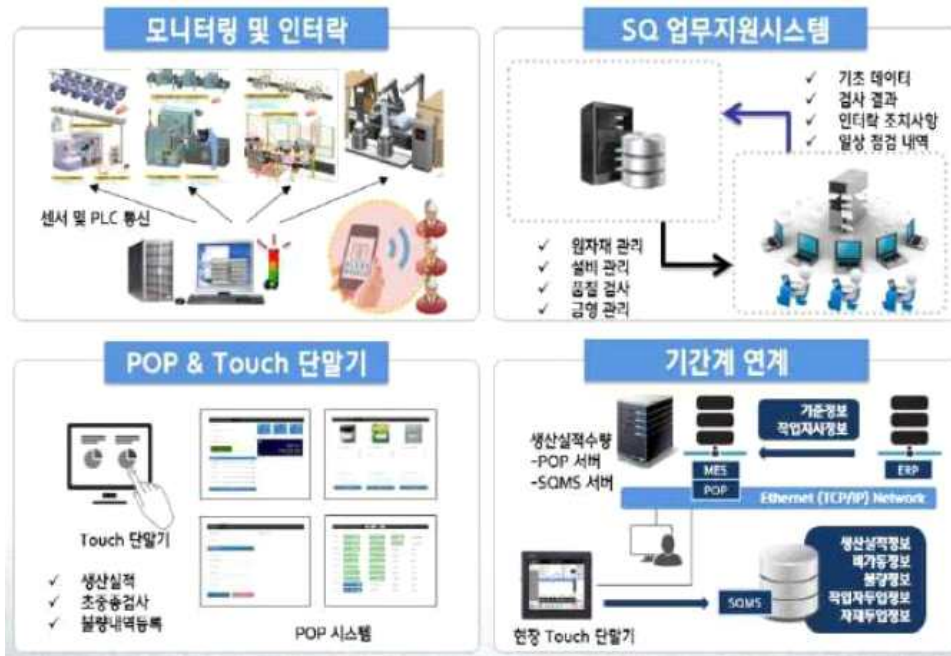 모니터링 및 인터락
센서 및 PLC 통신
SQ 업무지원시스템
✓ 기초 데이터
✓ 검사 결과
✓ 인터락 조치사항
✓ 일상 점검 내역
✓ 원자재 관리
✓ 설비 관리
✓ 품질 검사
✓ 금형 관리
POP & Touch 단말기
Touch 단말기
✓ 생산실적
✓ 초중종검사
✓ 불량내역등록
POP 시스템
기간계 연계
생산실적수량
-POP 서버
-SQMS 서버
기준정보
작업지시정보
MES
POP
ERP
Ethernet (TCP/IP) Network
현장 Touch 단말기
SQMS
생산실적정보
비가동정보
불량정보
작업자투입정보
자재투입정보